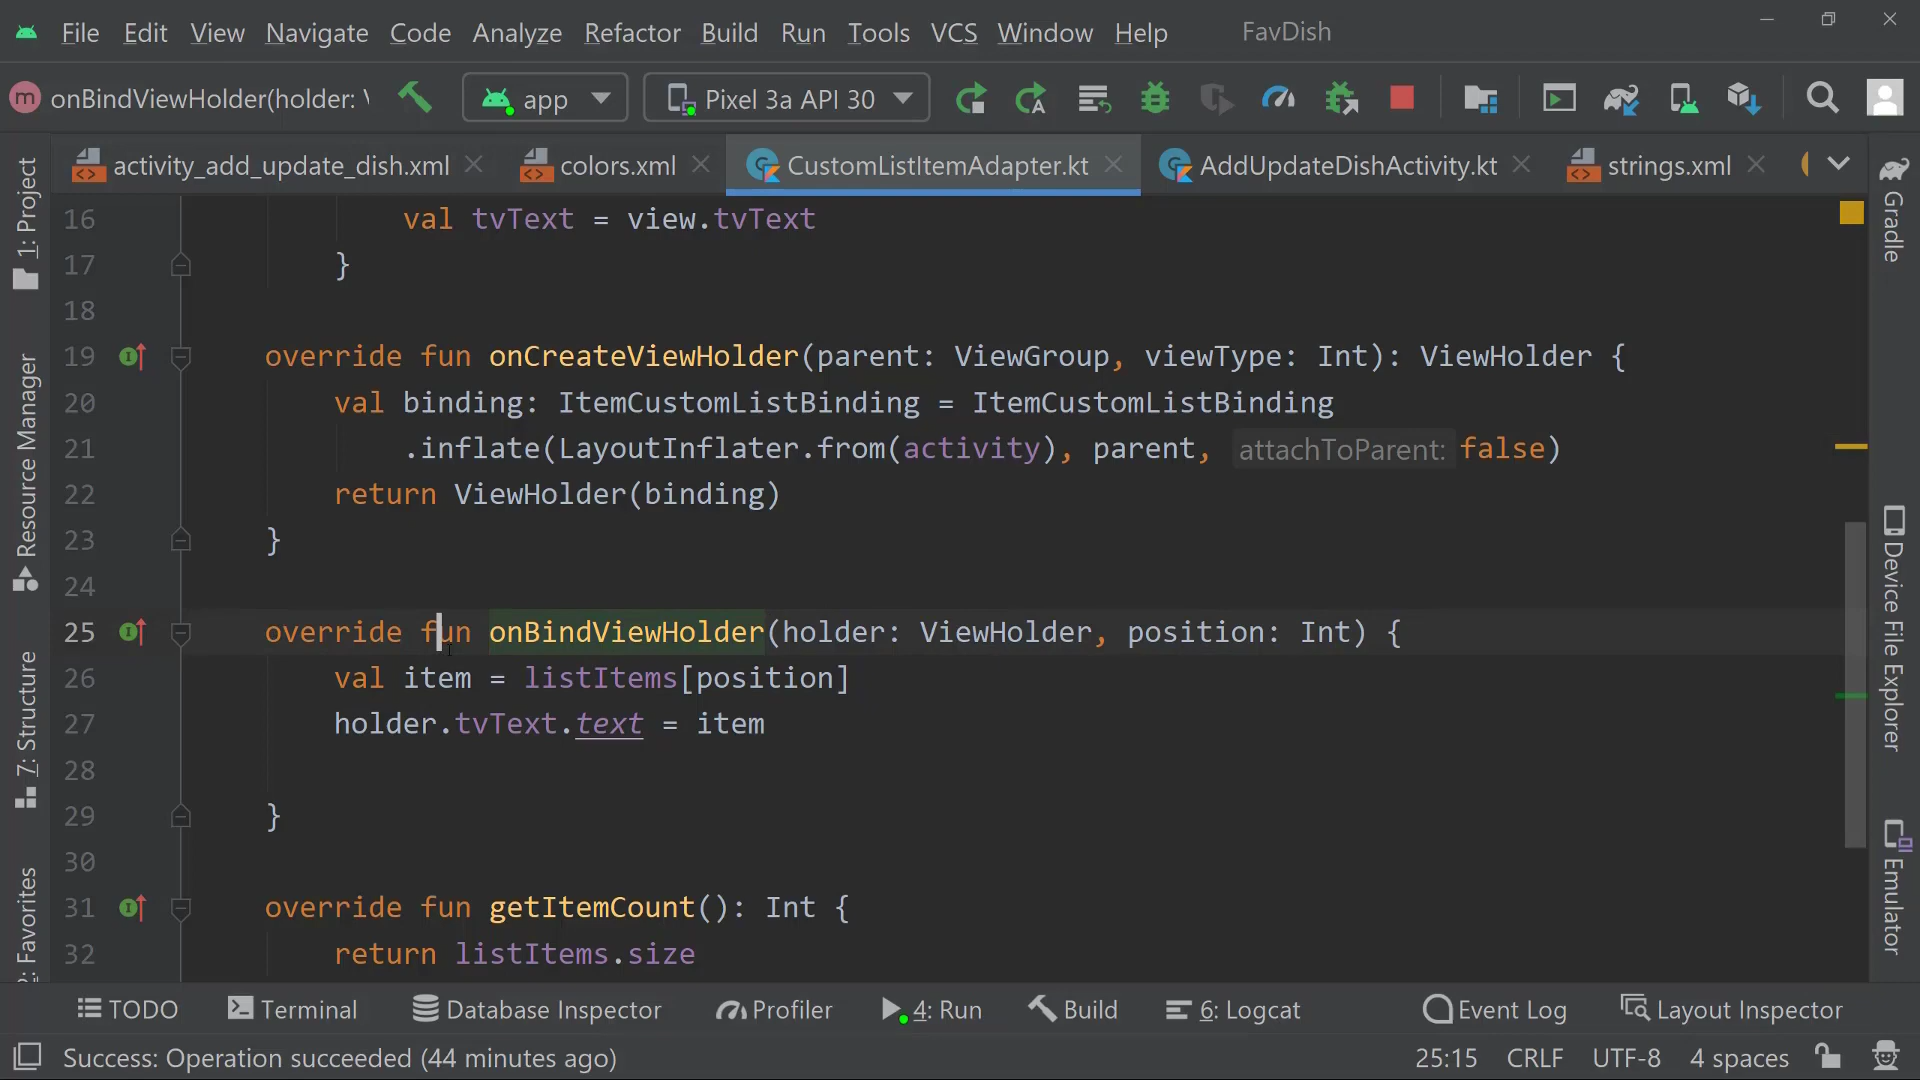 File Edit View Navigate Code Analyze Refactor Build Run Tools VCS Window Help FavDish
m onBindViewHolder(holder: app Pixel 3a API 30
activity_add_update_dish.xml colors.xml CustomListItemAdapter.kt AddUpdateDishActivity.kt strings.xml
1: Project
Resource Manager
7: Structure
2: Favorites
16 val tvText = view.tvText
17 }
18
19 override fun onCreateViewHolder(parent: ViewGroup, viewType: Int): ViewHolder {
20 val binding: ItemCustomListBinding = ItemCustomListBinding
21 .inflate(LayoutInflater.from(activity), parent, attachToParent: false)
22 return ViewHolder(binding)
23 }
24
25 override fun onBindViewHolder(holder: ViewHolder, position: Int) {
26 val item = listItems[position]
27 holder.tvText.text = item
28
29 }
30
31 override fun getItemCount(): Int {
32 return listItems.size
Gradle
Device File Explorer
Emulator
TODO Terminal Database Inspector Profiler 4: Run Build 6: Logcat Event Log Layout Inspector
Success: Operation succeeded (44 minutes ago) 25:15 CRLF UTF-8 4 spaces